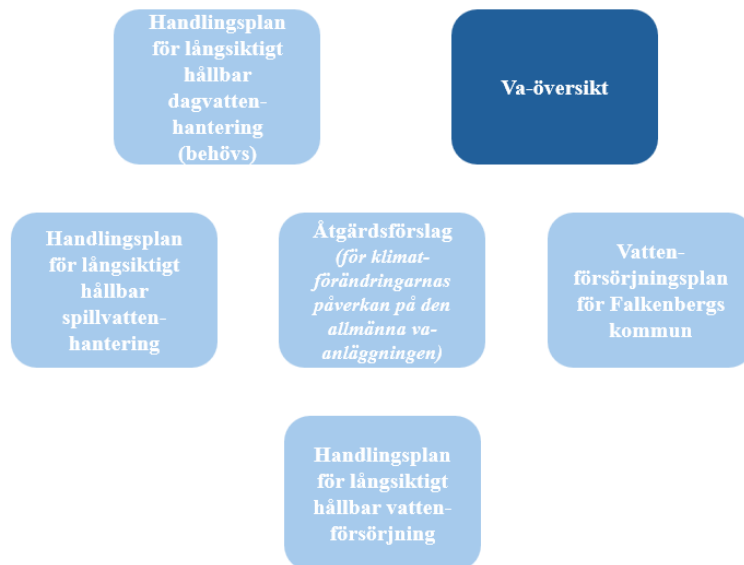 Handlingsplan
för långsiktigt
hållbar
dagvatten-
hantering
(behövs)
Va-översikt
Handlingsplan
för långsiktigt
hållbar
spillvatten-
hantering
Åtgärdsförslag
(för klimat-
förändringarnas
påverkan på den
allmänna va-
anläggningen)
Vatten-
försörjningsplan
för Falkenbergs
kommun
Handlingsplan
för långsiktigt
hållbar vatten-
försörjning